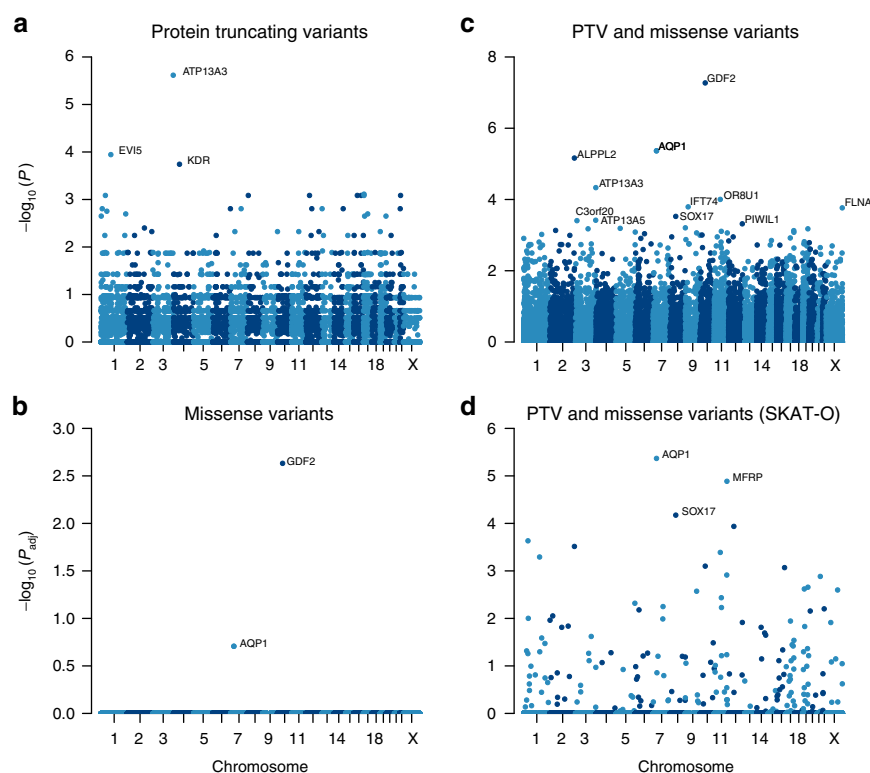 a
Protein truncating variants
6
5
4
3
2
1
0
–log10 (P)
ATP13A3
EVI5
KDR
1 2 3 5 7 9 11 14 18 X
c
PTV and missense variants
8
6
4
2
0
GDF2
AQP1
ALPPL2
ATP13A3
IFT74
OR8U1
FLNA
C3orf20
ATP13A5
SOX17
PIWIL1
1 2 3 5 7 9 11 14 18 X
b
Missense variants
3.0
2.5
2.0
1.5
1.0
0.5
0.0
–log10 (Padj)
GDF2
AQP1
1 2 3 5 7 9 11 14 18 X
Chromosome
d
PTV and missense variants (SKAT-O)
6
5
4
3
2
1
0
AQP1
MFRP
SOX17
1 2 3 5 7 9 11 14 18 X
Chromosome